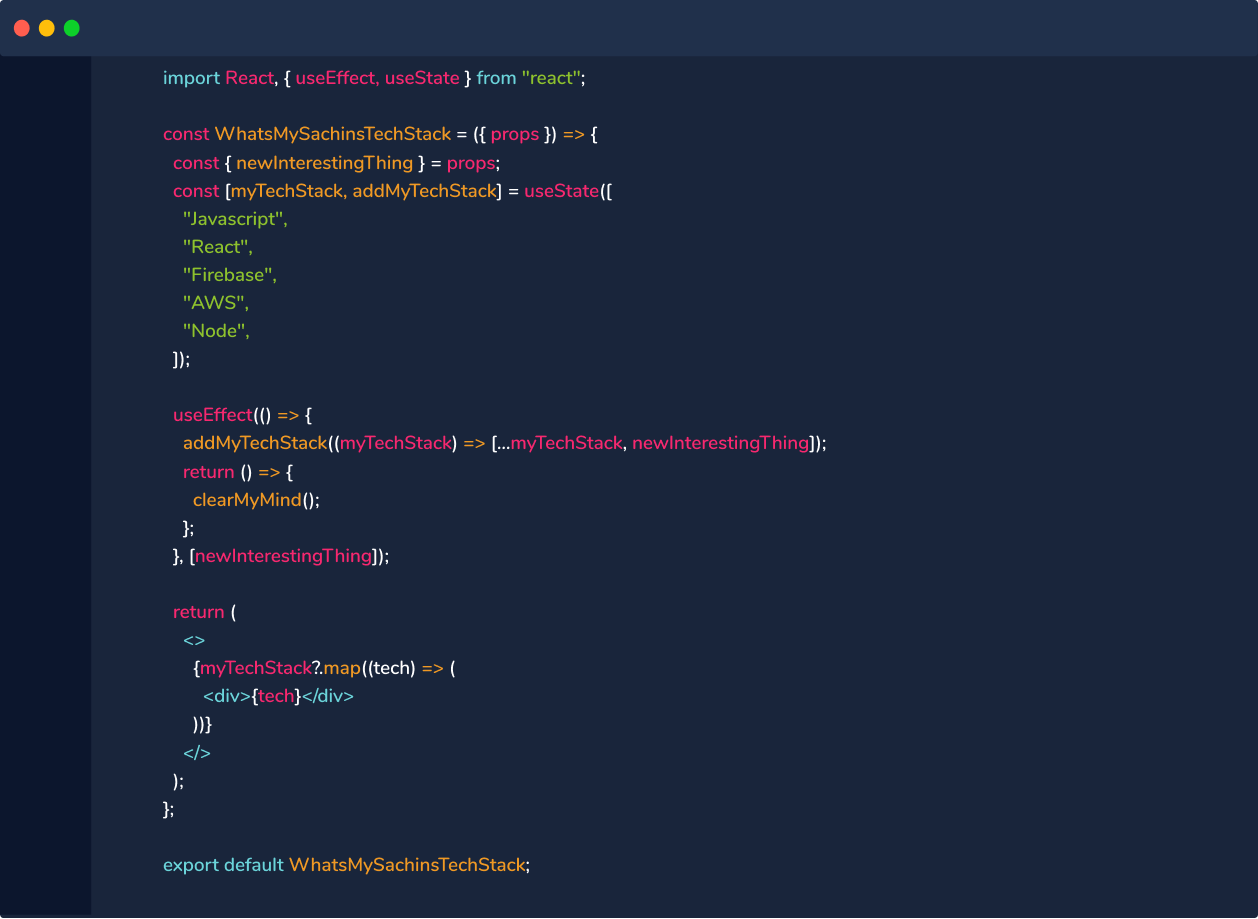 import React, { useEffect, useState } from "react";
const WhatsMySachinsTechStack = ({ props }) => {
const { newInterestingThing } = props;
const [myTechStack, addMyTechStack] = useState([
"Javascript",
"React",
"Firebase",
"AWS",
"Node",
]);
useEffect(() => {
addMyTechStack((myTechStack) => [...myTechStack, newInterestingThing]);
return () => {
clearMyMind();
};
}, [newInterestingThing]);
return (
<>
{myTechStack?.map((tech) => (
<div>{tech}</div>
))}
</>
);
};
export default WhatsMySachinsTechStack;